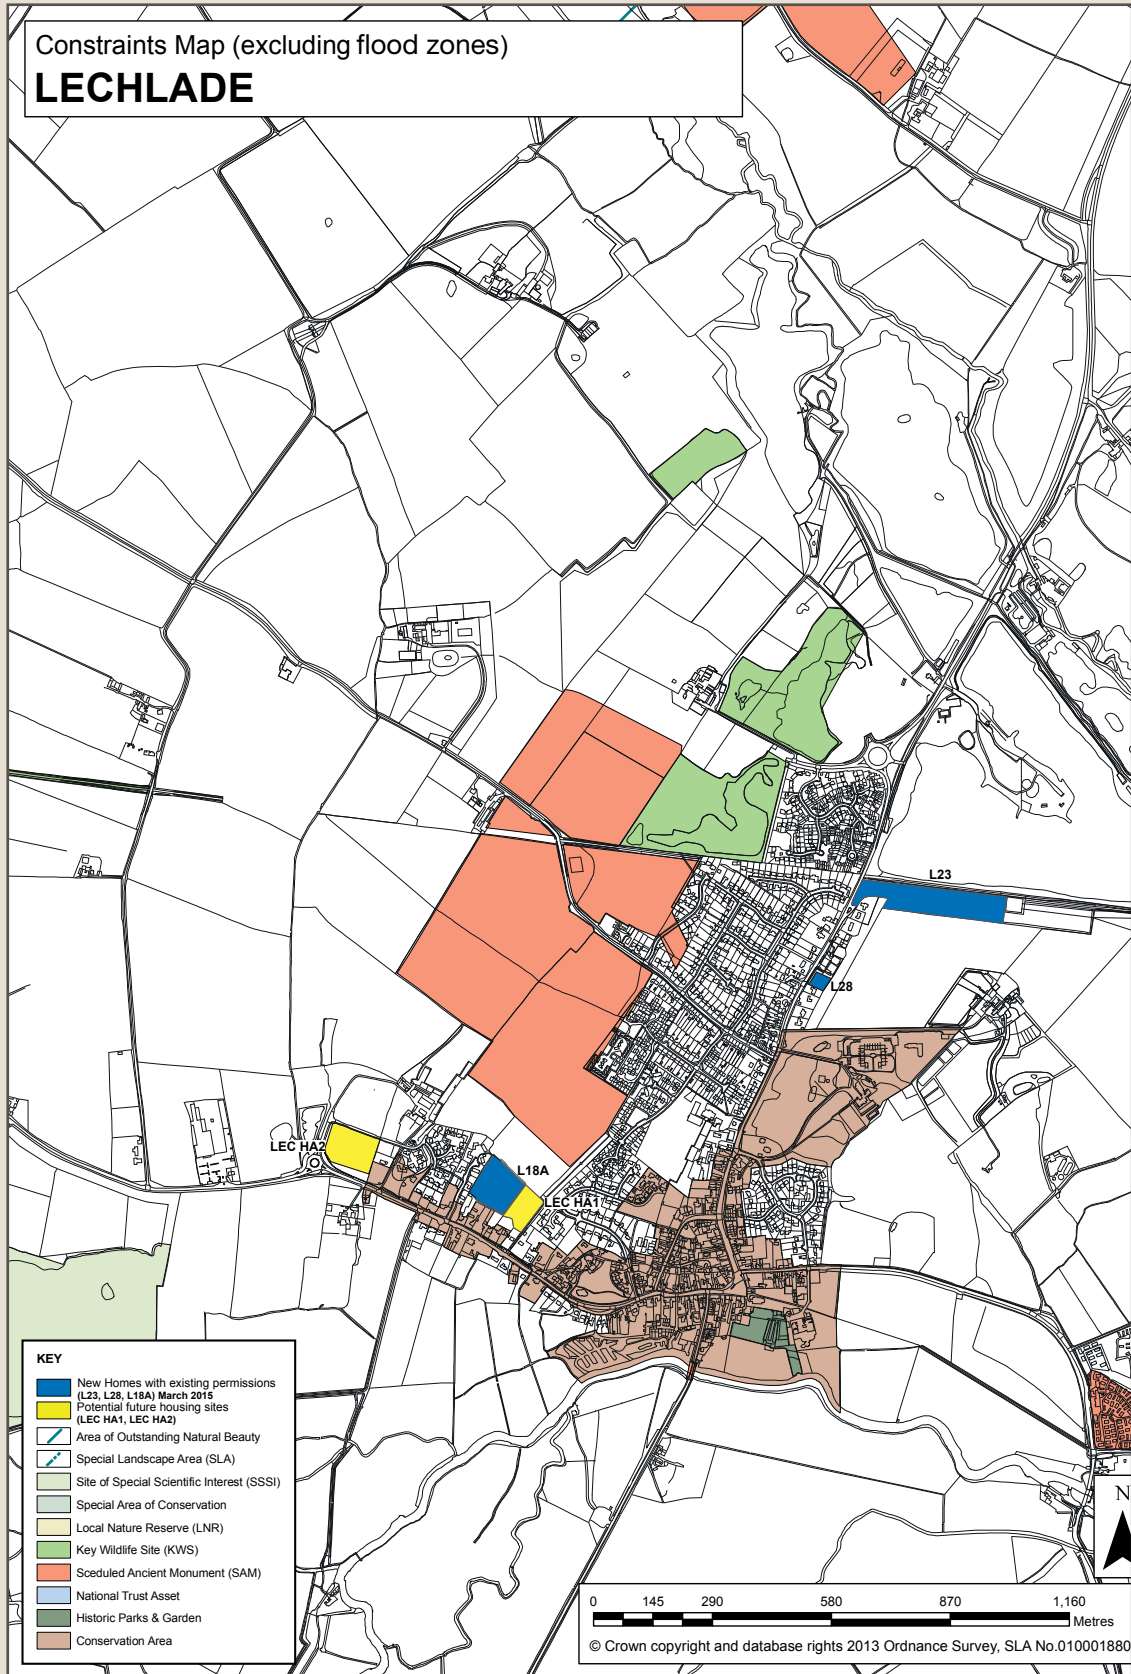 Constraints Map (excluding flood zones)
LECHLADE
L23
L28
LEC HA2
L18A
LEC HA1
KEY
New Homes with existing permissions
(L23, L28, L18A) March 2015
Potential future housing sites
(LEC HA1, LEC HA2)
Area of Outstanding Natural Beauty
Special Landscape Area (SLA)
Site of Special Scientific Interest (SSSI)
Special Area of Conservation
Local Nature Reserve (LNR)
Key Wildlife Site (KWS)
Sceduled Ancient Monument (SAM)
National Trust Asset
Historic Parks & Garden
Conservation Area
N
0 145 290 580 870 1,160
Metres
© Crown copyright and database rights 2013 Ordnance Survey, SLA No.010001880